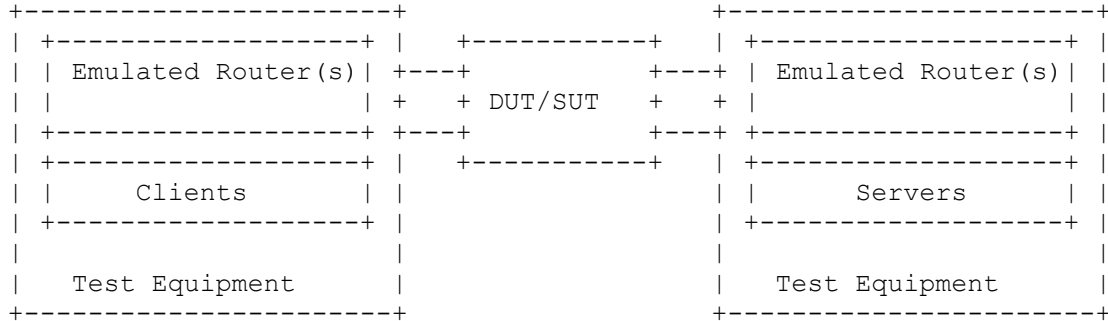 Emulated Router(s) Emulated Router(s)
DUT/SUT
Clients Servers
Test Equipment Test Equipment